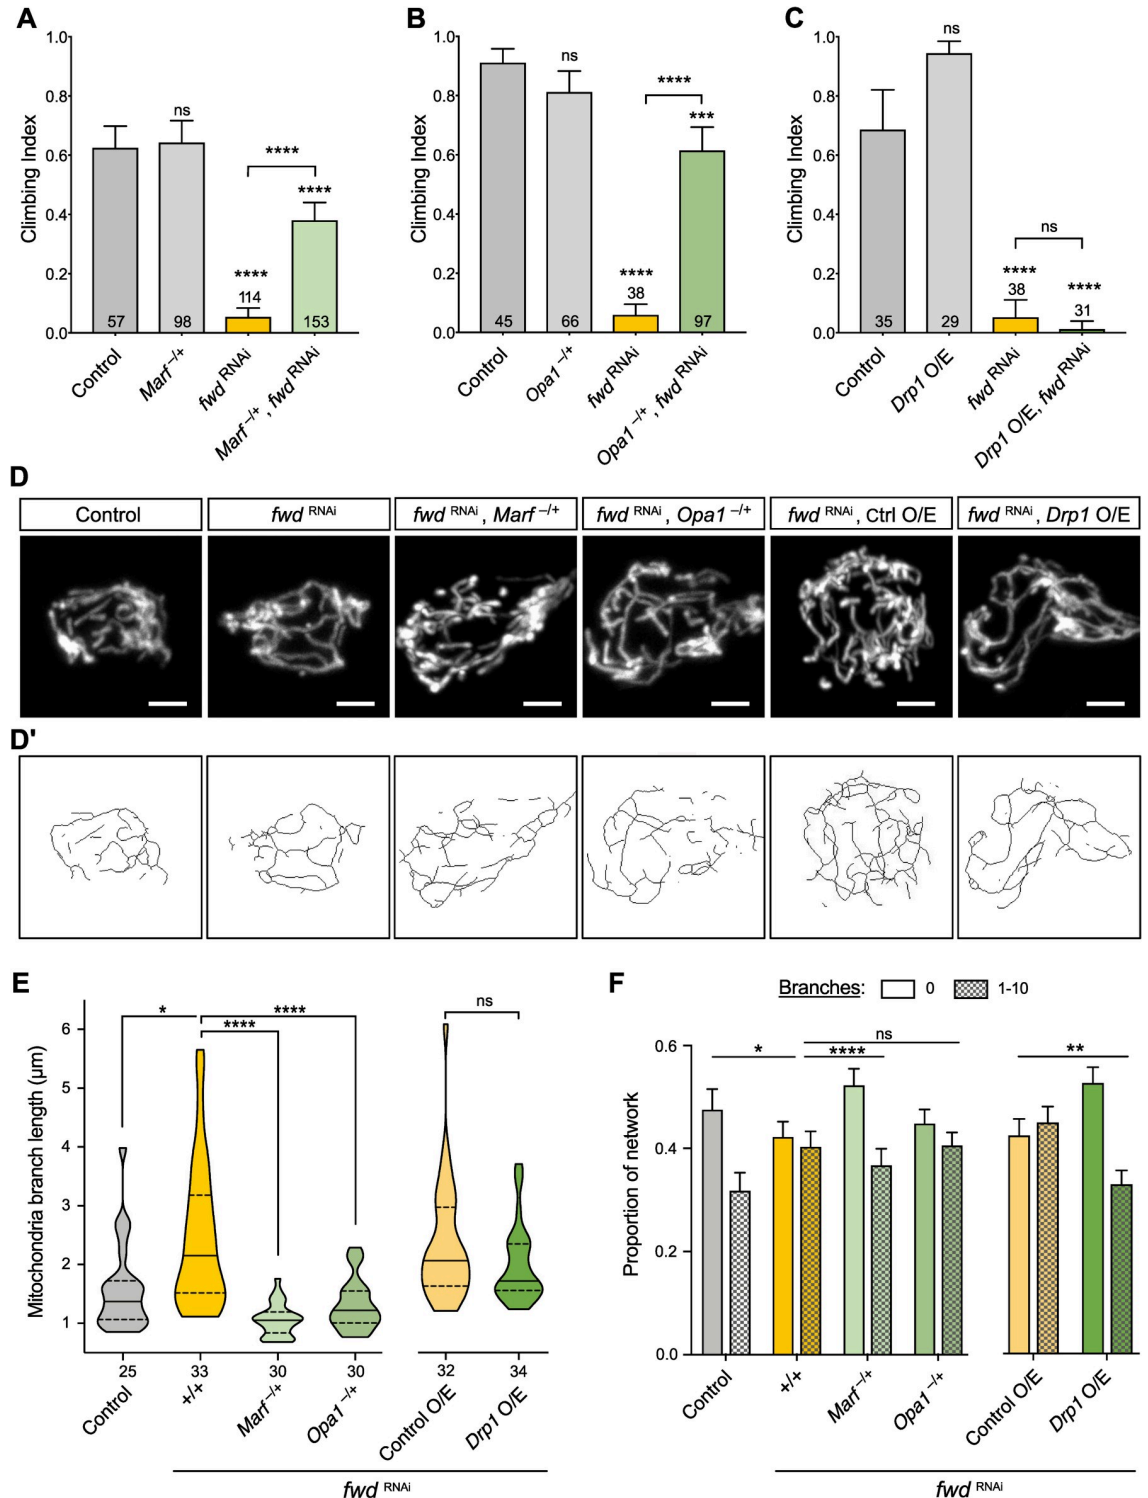 A
Climbing Index
1.0
0.8
0.6
0.4
0.2
0.0
ns
****
****
****
114
57
98
153
Control
Marf –/+
fwd RNAi
Marf –/+ , fwd RNAi
B
Climbing Index
1.0
0.8
0.6
0.4
0.2
0.0
ns
****
***
****
38
45
66
97
Control
Opa1 –/+
fwd RNAi
Opa1 –/+ , fwd RNAi
C
Climbing Index
1.0
0.8
0.6
0.4
0.2
0.0
ns
ns
****
38
****
31
35
29
Control
Drp1 O/E
fwd RNAi
Drp1 O/E, fwd RNAi
D
Control
fwd RNAi
fwd RNAi , Marf –/+
fwd RNAi , Opa1 –/+
fwd RNAi , Ctrl O/E
fwd RNAi , Drp1 O/E
D'
E
Mitochondria branch length (µm)
6
5
4
3
2
1
*
****
****
ns
25
33
30
30
32
34
Control
+/+
Marf –/+
Opa1 –/+
Control O/E
Drp1 O/E
fwd RNAi
F
Branches: 0 1-10
Proportion of network
0.6
0.4
0.2
0.0
*
****
ns
**
Control
+/+
Marf –/+
Opa1 –/+
Control O/E
Drp1 O/E
fwd RNAi